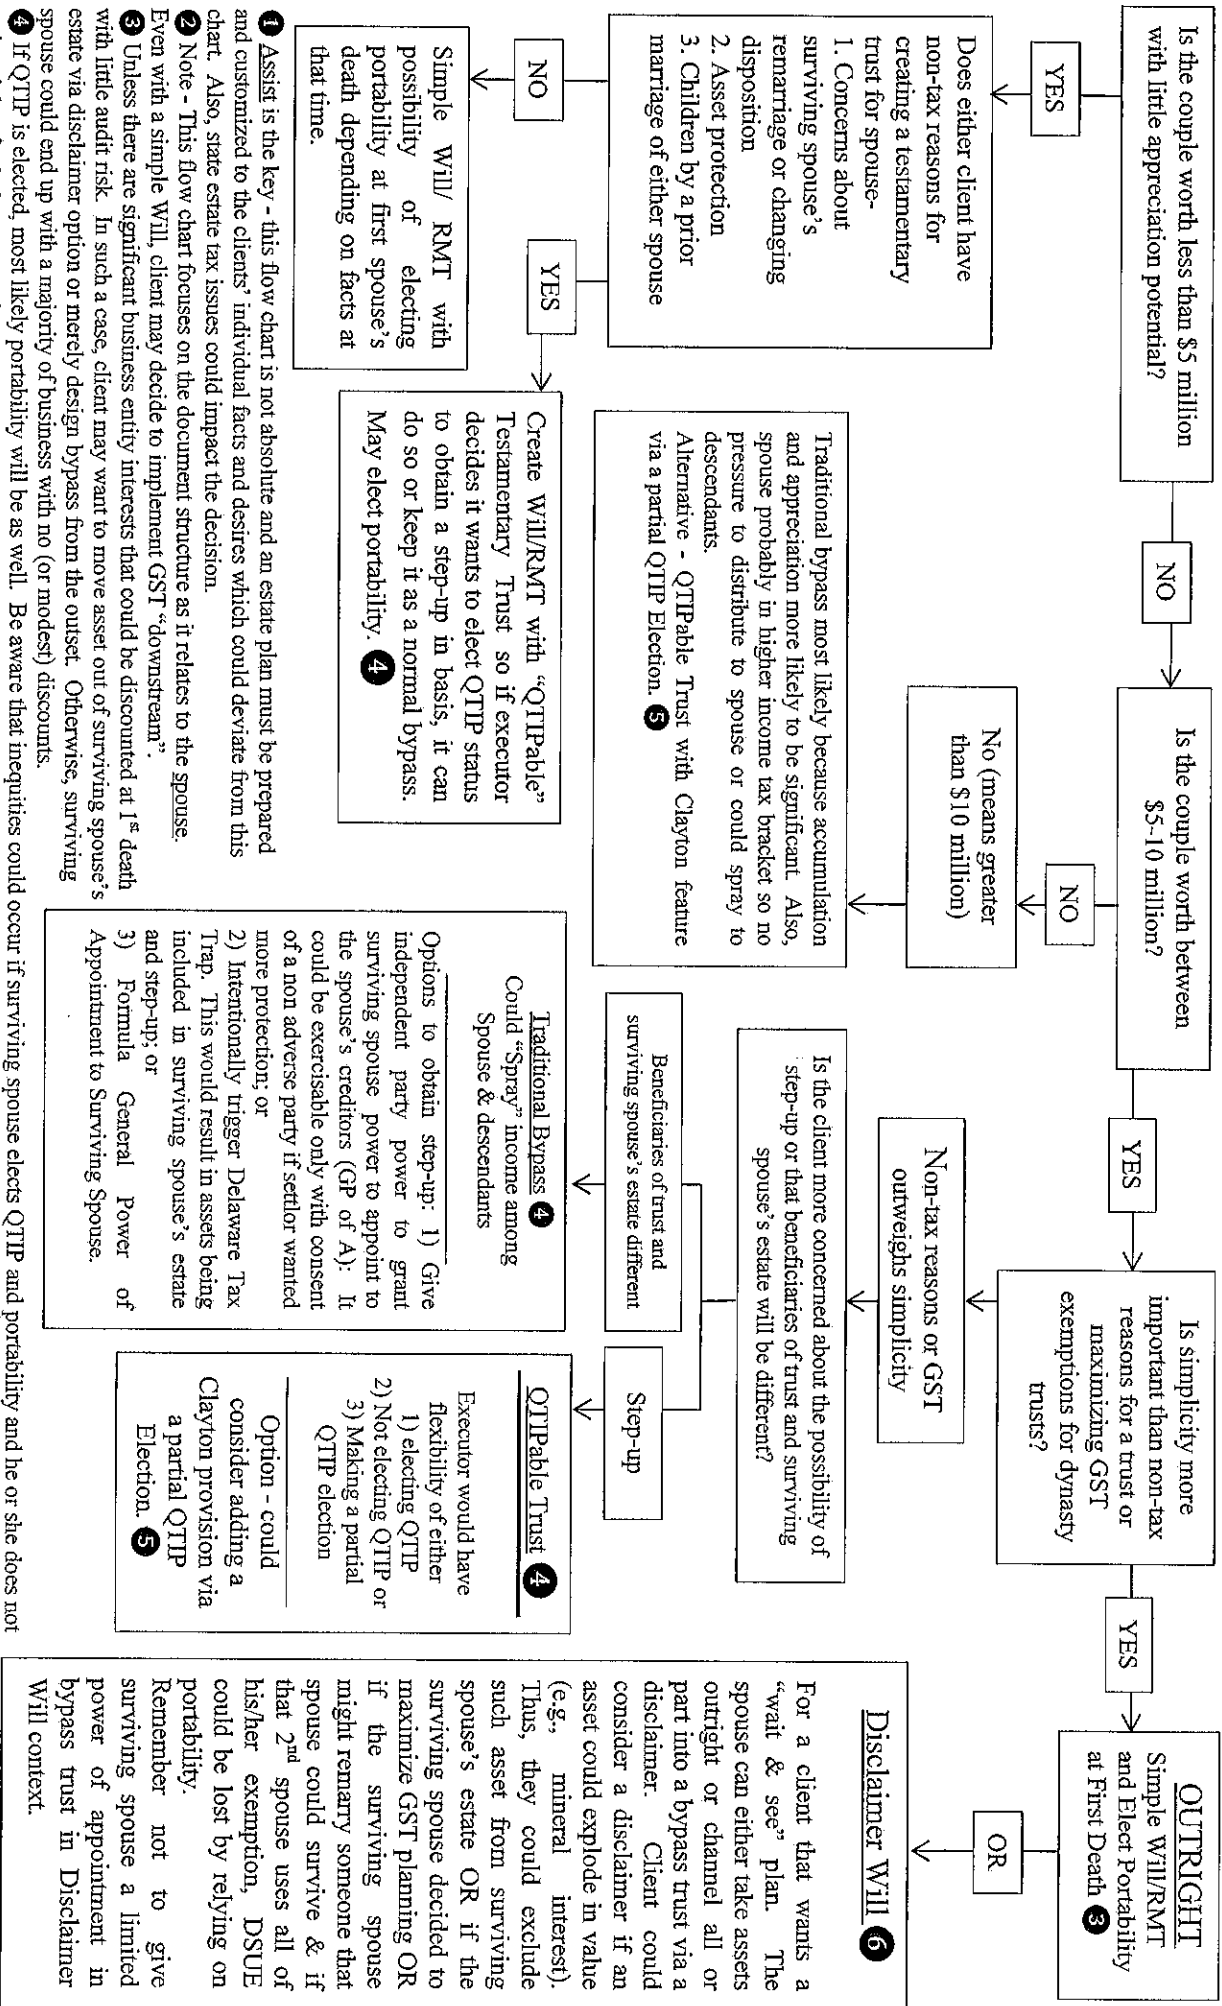 Is the couple worth less than $5 million
with little appreciation potential?
YES
NO
Does either client have
non-tax reasons for
creating a testamentary
trust for spouse-
1. Concerns about
surviving spouse's
remarriage or changing
disposition
2. Asset protection
3. Children by a prior
marriage of either spouse
NO
YES
Simple Will/ RMT with
possibility of electing
portability at first spouse's
death depending on facts at
that time.
Create Will/RMT with "QTIPable"
Testamentary Trust so if executor
decides it wants to elect QTIP status
to obtain a step-up in basis, it can
do so or keep it as a normal bypass.
May elect portability. ❹
Is the couple worth between
$5-10 million?
NO
No (means greater
than $10 million)
Traditional bypass most likely because accumulation
and appreciation more likely to be significant. Also,
spouse probably in higher income tax bracket so no
pressure to distribute to spouse or could spray to
descendants.
Alternative - QTIPable Trust with Clayton feature
via a partial QTIP Election. ❺
YES
Is simplicity more
important than non-tax
reasons for a trust or
maximizing GST
exemptions for dynasty
trusts?
Non-tax reasons or GST
outweighs simplicity
Is the client more concerned about the possibility of
step-up or that beneficiaries of trust and surviving
spouse's estate will be different?
Beneficiaries of trust and
surviving spouse's estate different
Step-up
Traditional Bypass ❹
Could "Spray" income among
Spouse & descendants
Options to obtain step-up: 1) Give
independent party power to grant
surviving spouse power to appoint to
the spouse's creditors (GP of A): It
could be exercisable only with consent
of a non adverse party if settlor wanted
more protection; or
2) Intentionally trigger Delaware Tax
Trap. This would result in assets being
included in surviving spouse's estate
and step-up; or
3) Formula General Power of
Appointment to Surviving Spouse.
QTIPable Trust ❹
Executor would have
flexibility of either
1) electing QTIP
2) Not electing QTIP or
3) Making a partial
QTIP election
Option - could
consider adding a
Clayton provision via
a partial QTIP
Election. ❺
YES
OUTRIGHT
Simple Will/RMT
and Elect Portability
at First Death ❸
OR
Disclaimer Will ❻
For a client that wants a
"wait & see" plan. The
spouse can either take assets
outright or channel all or
part into a bypass trust via a
disclaimer. Client could
consider a disclaimer if an
asset could explode in value
(e.g., mineral interest).
Thus, they could exclude
such asset from surviving
spouse's estate OR if the
surviving spouse decided to
maximize GST planning OR
if the surviving spouse
might remarry someone that
spouse could survive & if
that 2nd spouse uses all of
his/her exemption, DSUE
could be lost by relying on
portability.
Remember not to give
surviving spouse a limited
power of appointment in
bypass trust in Disclaimer
Will context.
❶ Assist is the key - this flow chart is not absolute and an estate plan must be prepared
and customized to the clients' individual facts and desires which could deviate from this
chart. Also, state estate tax issues could impact the decision.
❷ Note - This flow chart focuses on the document structure as it relates to the spouse.
Even with a simple Will, client may decide to implement GST "downstream".
❸ Unless there are significant business entity interests that could be discounted at 1st death
with little audit risk. In such a case, client may want to move asset out of surviving spouse's
estate via disclaimer option or merely design bypass from the outset. Otherwise, surviving
spouse could end up with a majority of business with no (or modest) discounts.
❹ If QTIP is elected, most likely portability will be as well. Be aware that inequities could occur if surviving spouse elects QTIP and portability and he or she does not